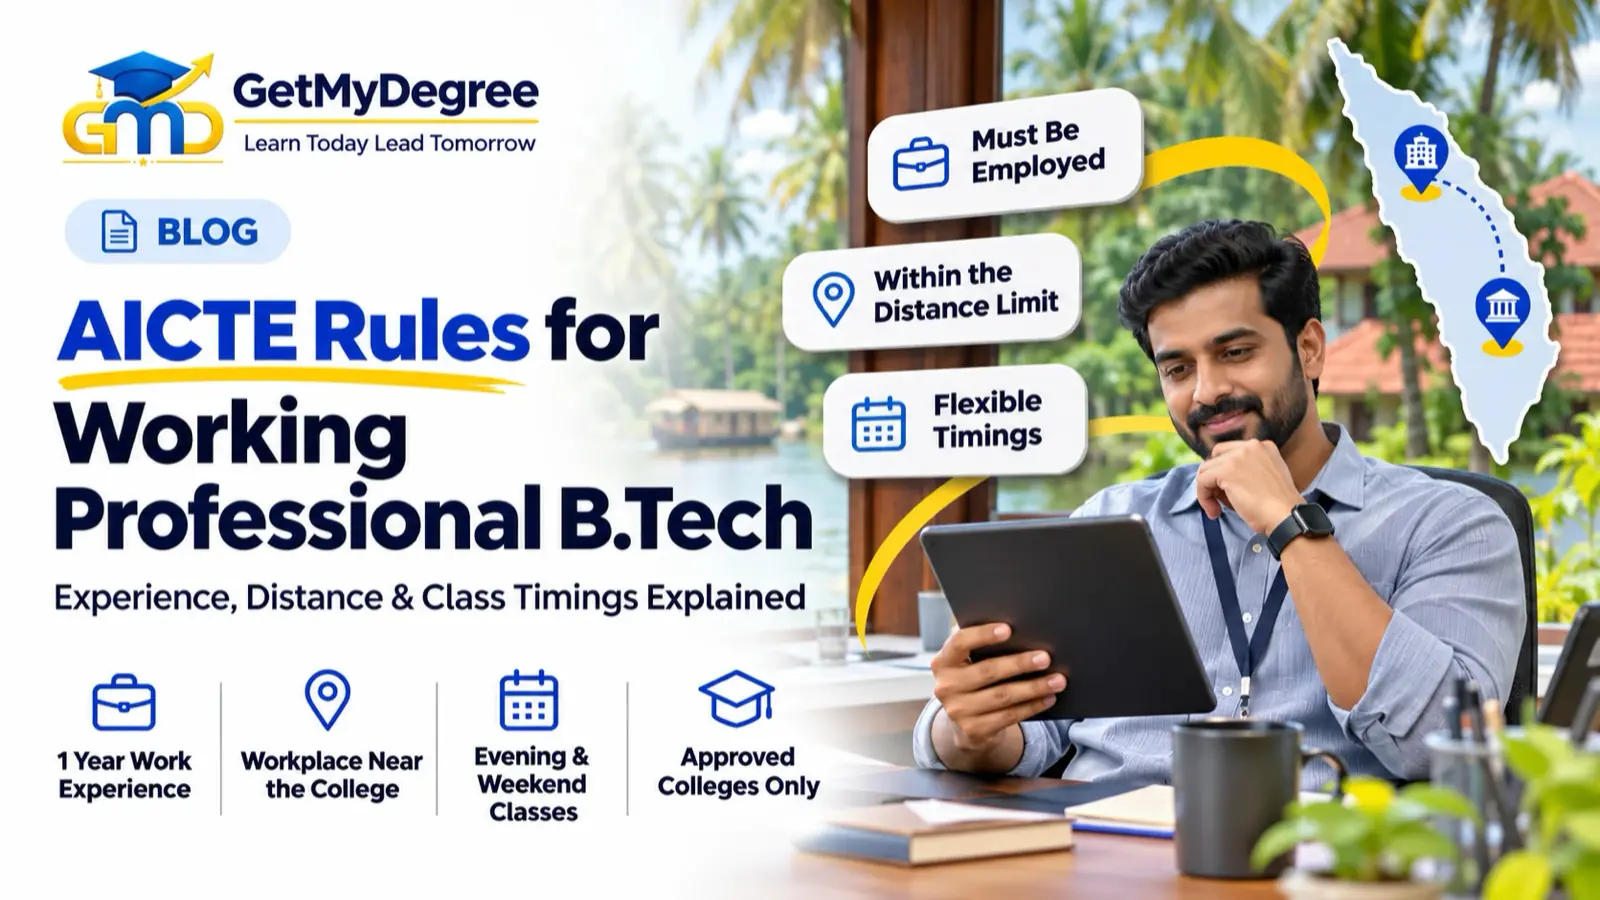 GMD
GetMyDegree
Learn Today Lead Tomorrow
BLOG
AICTE Rules for
Working
Professional B.Tech
Experience, Distance & Class Timings Explained
1 Year Work
Experience
Workplace Near
the College
Evening &
Weekend
Classes
Approved
Colleges Only
Must Be
Employed
Within the
Distance Limit
Flexible
Timings